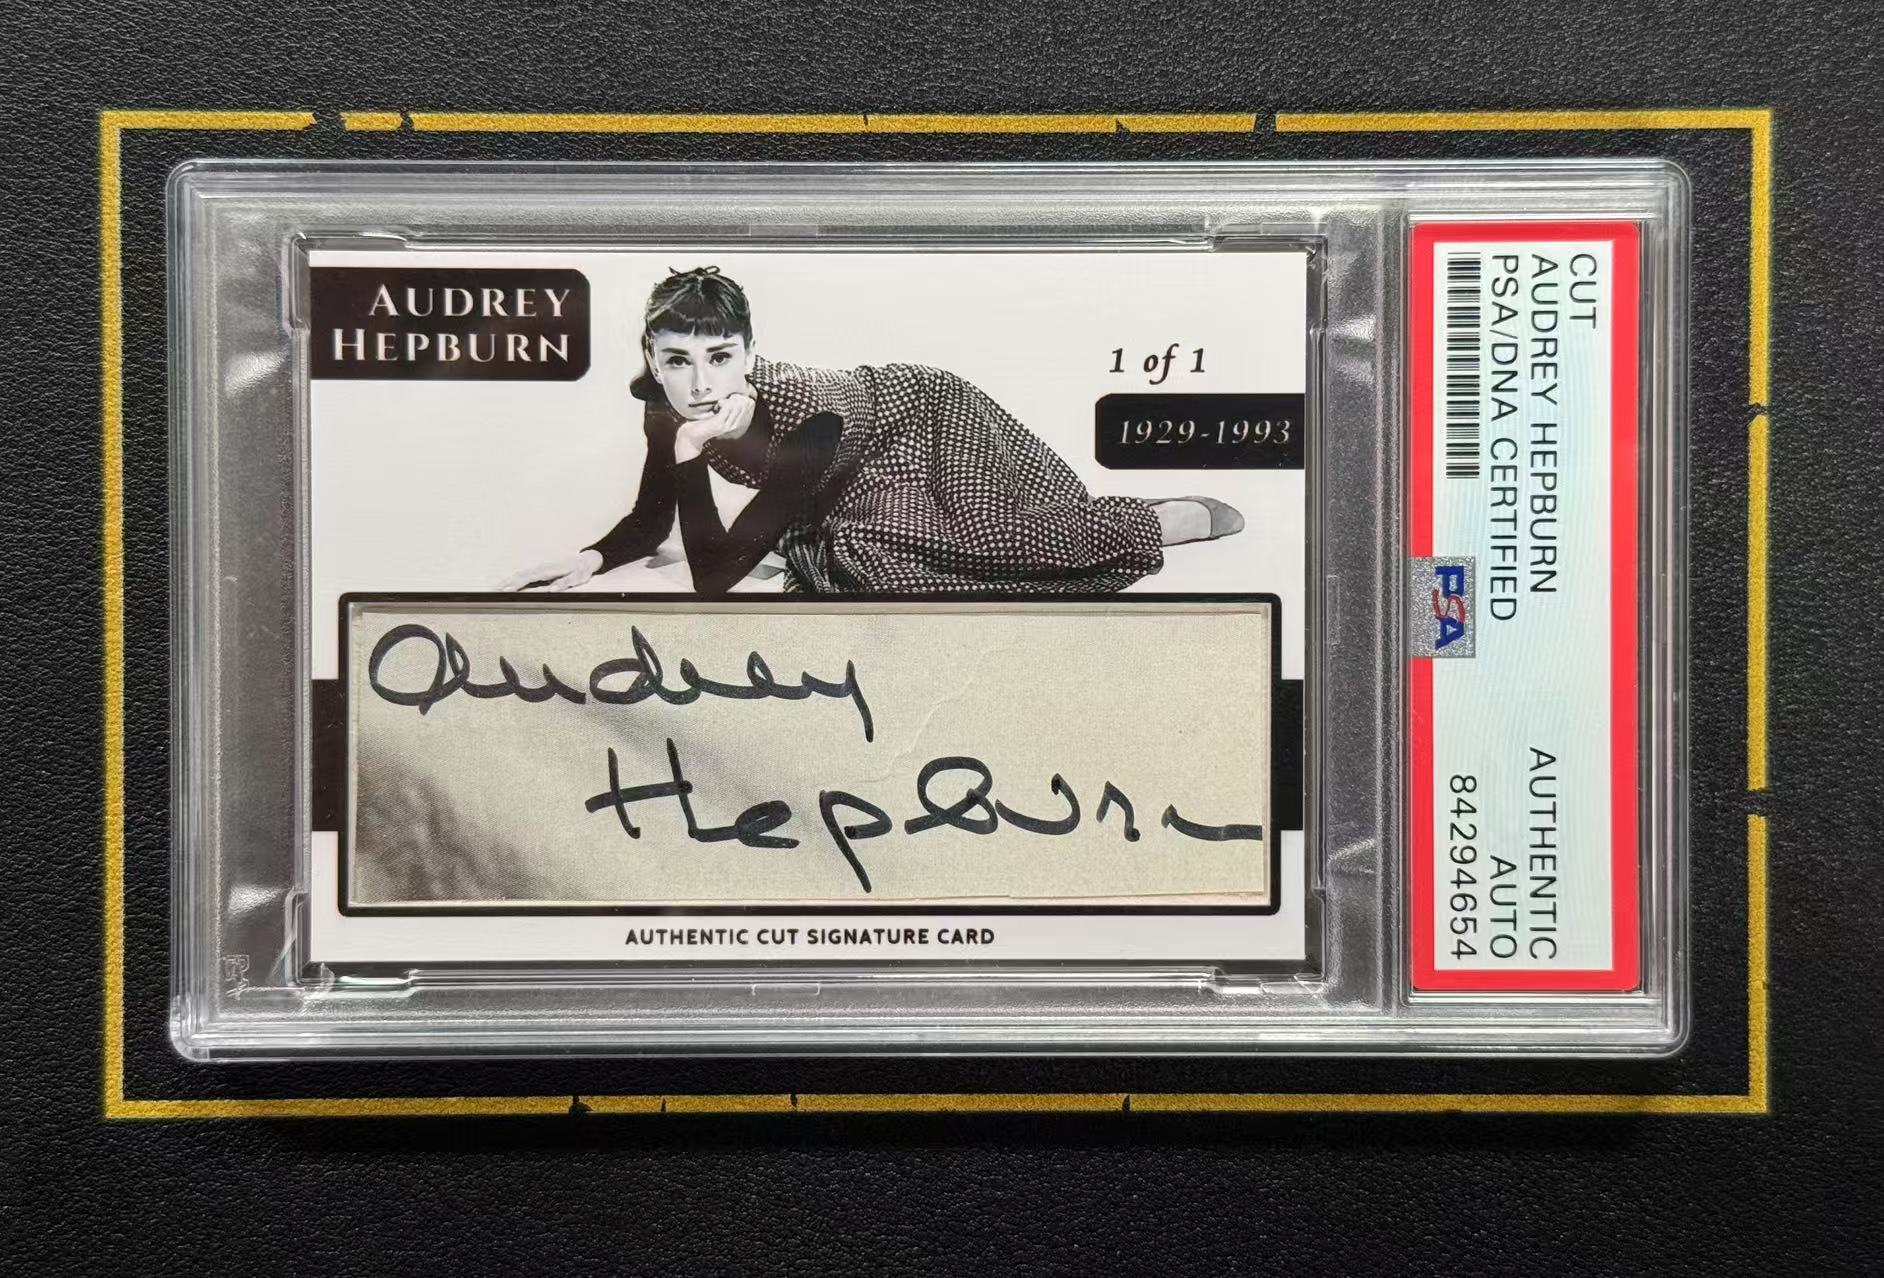 AUDREY
HEPBURN
1 of 1
1929-1993
Audrey
Hepburn
AUTHENTIC CUT SIGNATURE CARD
CUT
AUDREY HEPBURN AUTHENTIC
PSA/DNA CERTIFIED AUTO
84294654
PSA